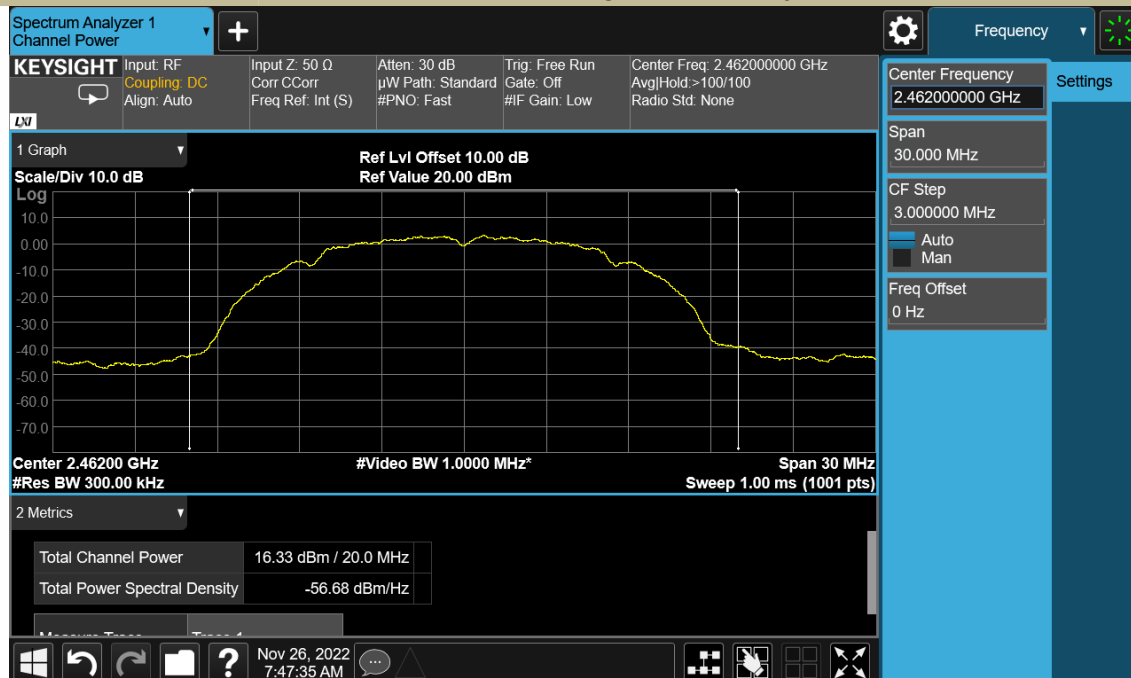 Spectrum Analyzer 1
Channel Power
+
Frequency
KEYSIGHT
LXI
Input: RF
Coupling: DC
Align: Auto
Input Z: 50 Ω
Corr CCorr
Freq Ref: Int (S)
Atten: 30 dB
µW Path: Standard
#PNO: Fast
Trig: Free Run
Gate: Off
#IF Gain: Low
Center Freq: 2.462000000 GHz
Avg|Hold:>100/100
Radio Std: None
Center Frequency
2.462000000 GHz
Settings
Span
30.000 MHz
CF Step
3.000000 MHz
Auto
Man
Freq Offset
0 Hz
1 Graph
Scale/Div 10.0 dB
Ref Lvl Offset 10.00 dB
Ref Value 20.00 dBm
Log
10.0
0.00
-10.0
-20.0
-30.0
-40.0
-50.0
-60.0
-70.0
Center 2.46200 GHz
#Video BW 1.0000 MHz*
Span 30 MHz
#Res BW 300.00 kHz
Sweep 1.00 ms (1001 pts)
2 Metrics
Total Channel Power 16.33 dBm / 20.0 MHz
Total Power Spectral Density -56.68 dBm/Hz
?
Nov 26, 2022
7:47:35 AM